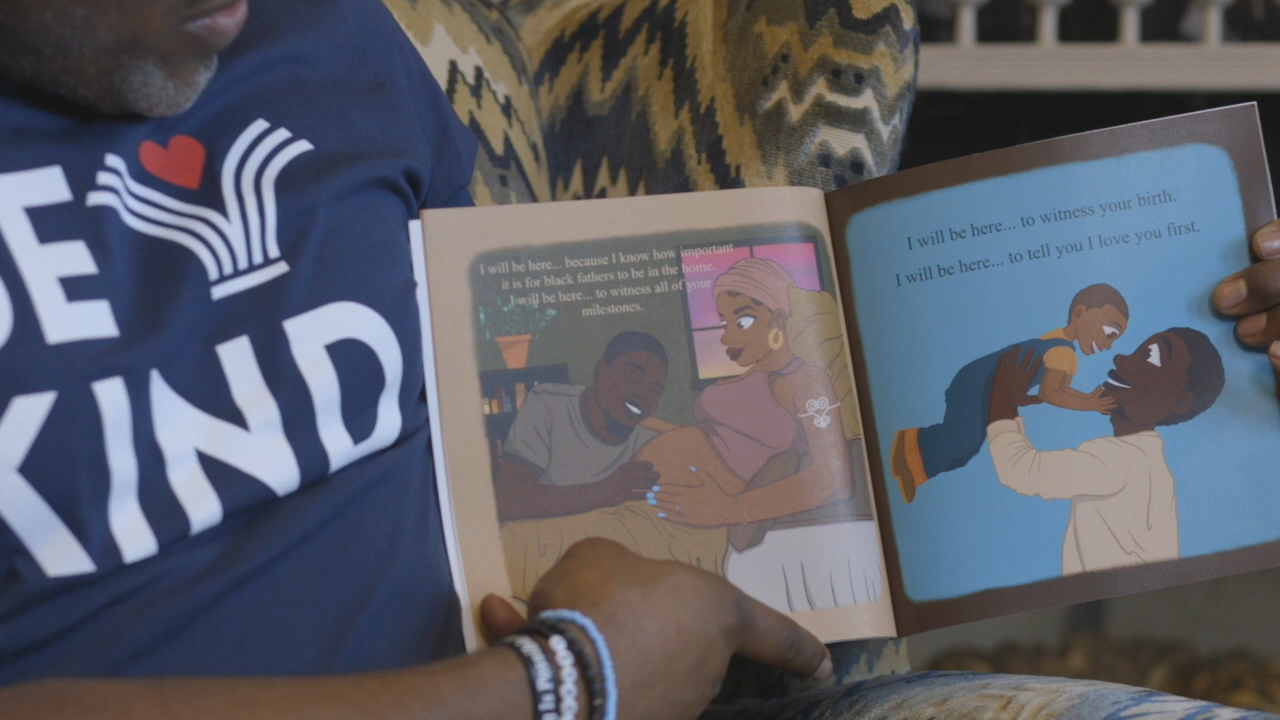 BE
KIND
I will be here... because I know how important
it is for black fathers to be in the home.
I will be here... to witness all of your
milestones.
I will be here... to witness your birth.
I will be here... to tell you I love you first.